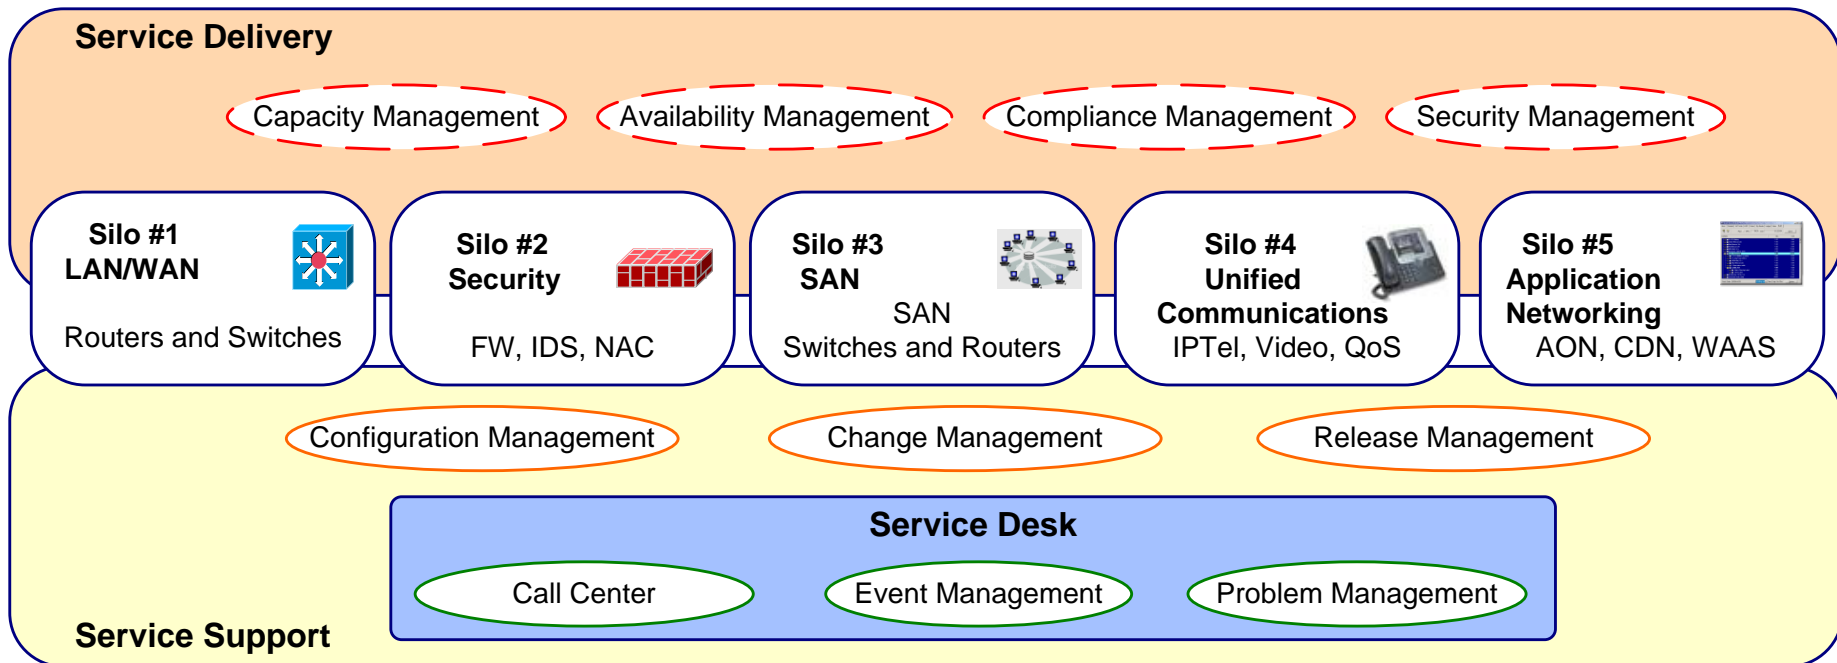 Service Delivery
Capacity Management
Availability Management
Compliance Management
Security Management
Silo #1
LAN/WAN
Routers and Switches
Silo #2
Security
FW, IDS, NAC
Silo #3
SAN
SAN
Switches and Routers
Silo #4
Unified
Communications
IPTel, Video, QoS
Silo #5
Application
Networking
AON, CDN, WAAS
Configuration Management
Change Management
Release Management
Service Desk
Call Center
Event Management
Problem Management
Service Support